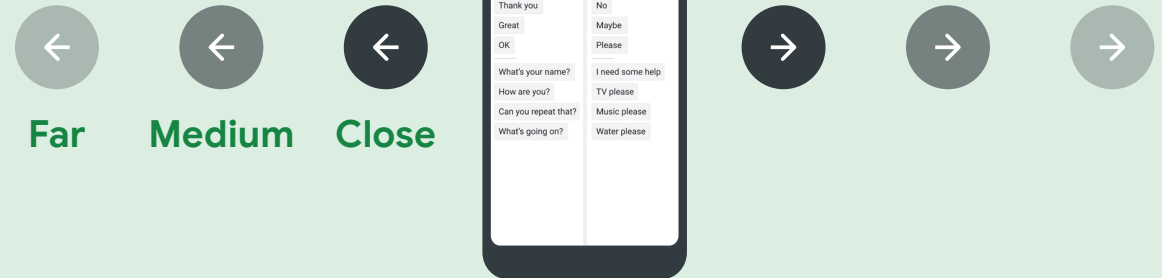 Thank you
Great
OK
What's your name?
How are you?
Can you repeat that?
What's going on?
No
Maybe
Please
I need some help
TV please
Music please
Water please
Far
Medium
Close